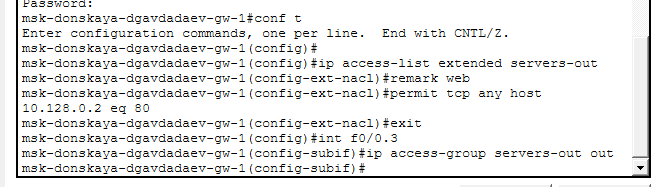 Password:
msk-donskaya-dgavdadaev-gw-1#conf t
Enter configuration commands, one per line.  End with CNTL/Z.
msk-donskaya-dgavdadaev-gw-1(config)#
msk-donskaya-dgavdadaev-gw-1(config)#ip access-list extended servers-out
msk-donskaya-dgavdadaev-gw-1(config-ext-nacl)#remark web
msk-donskaya-dgavdadaev-gw-1(config-ext-nacl)#permit tcp any host
10.128.0.2 eq 80
msk-donskaya-dgavdadaev-gw-1(config-ext-nacl)#exit
msk-donskaya-dgavdadaev-gw-1(config)#int f0/0.3
msk-donskaya-dgavdadaev-gw-1(config-subif)#ip access-group servers-out out
msk-donskaya-dgavdadaev-gw-1(config-subif)#